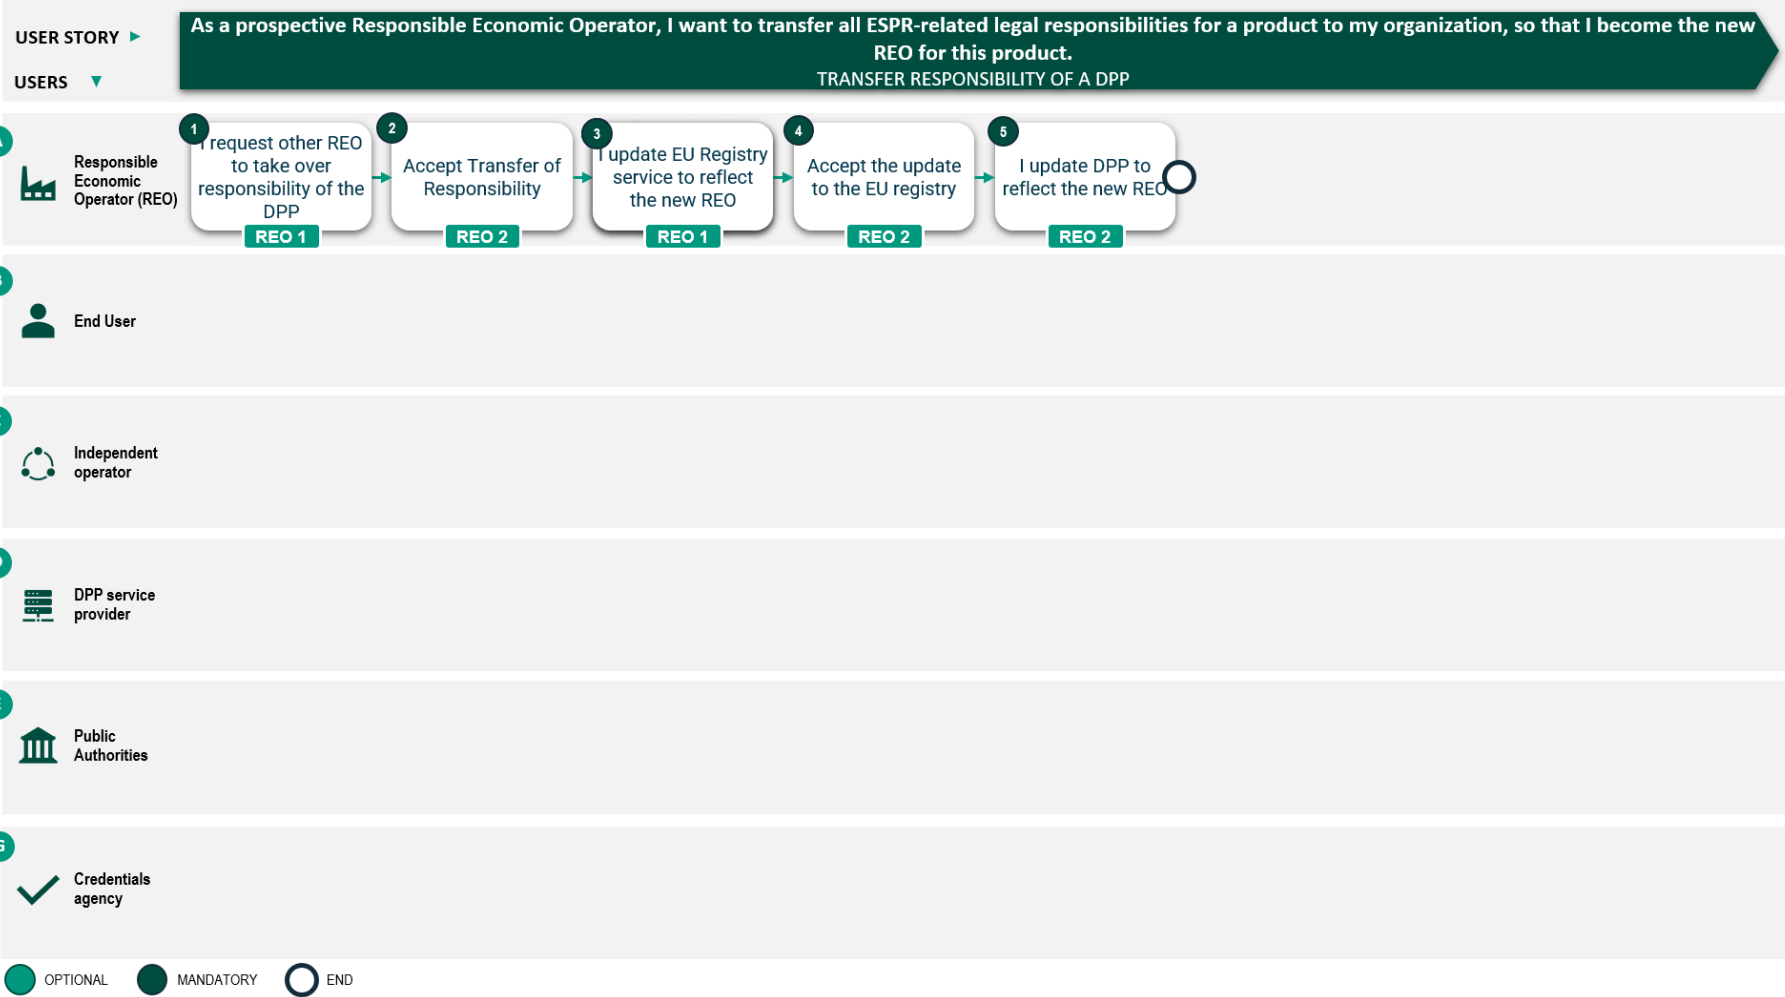 USER STORY
As a prospective Responsible Economic Operator, I want to transfer all ESPR-related legal responsibilities for a product to my organization, so that I become the new
REO for this product.
TRANSFER RESPONSIBILITY OF A DPP
USERS
Responsible
Economic
Operator (REO)
1
I request other REO
to take over
responsibility of the
DPP
REO 1
2
Accept Transfer of
Responsibility
REO 2
3
I update EU Registry
service to reflect
the new REO
REO 1
4
Accept the update
to the EU registry
REO 2
5
I update DPP to
reflect the new REO
REO 2
End User
Independent
operator
DPP service
provider
Public
Authorities
G
Credentials
agency
OPTIONAL
MANDATORY
END